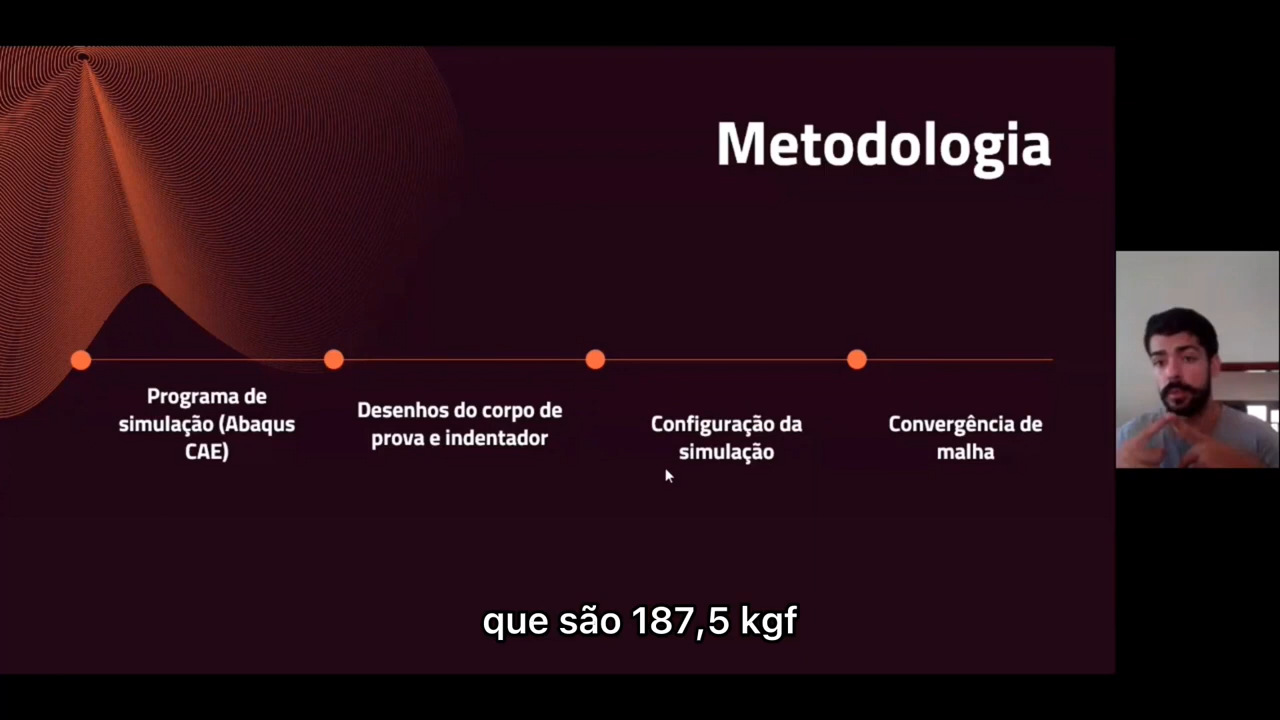 Metodologia
Programa de
simulação (Abaqus
CAE)
Desenhos do corpo de
prova e indentador
Configuração da
simulação
Convergência de
malha
que são 187,5 kgf